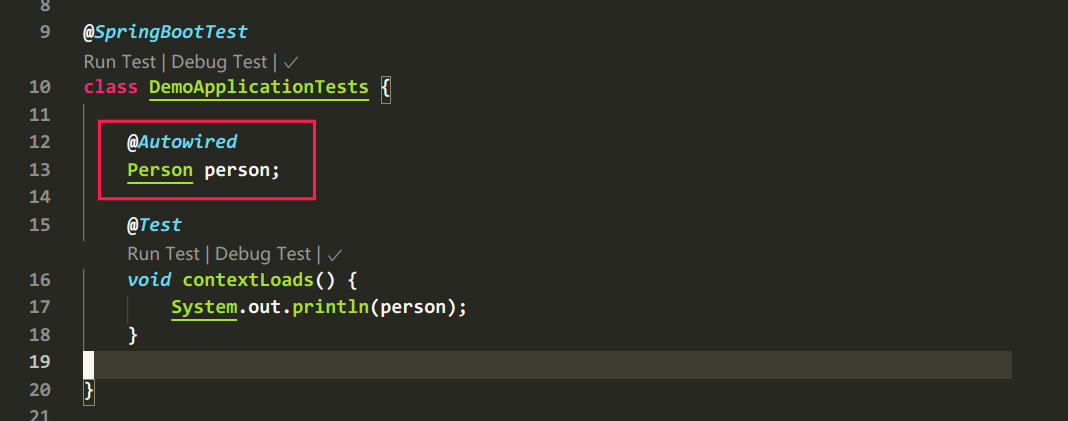 8
9 @SpringBootTest
Run Test | Debug Test | ✓
10 class DemoApplicationTests {
11
12 @Autowired
13 Person person;
14
15 @Test
Run Test | Debug Test | ✓
16 void contextLoads() {
17 System.out.println(person);
18 }
19
20 }
21